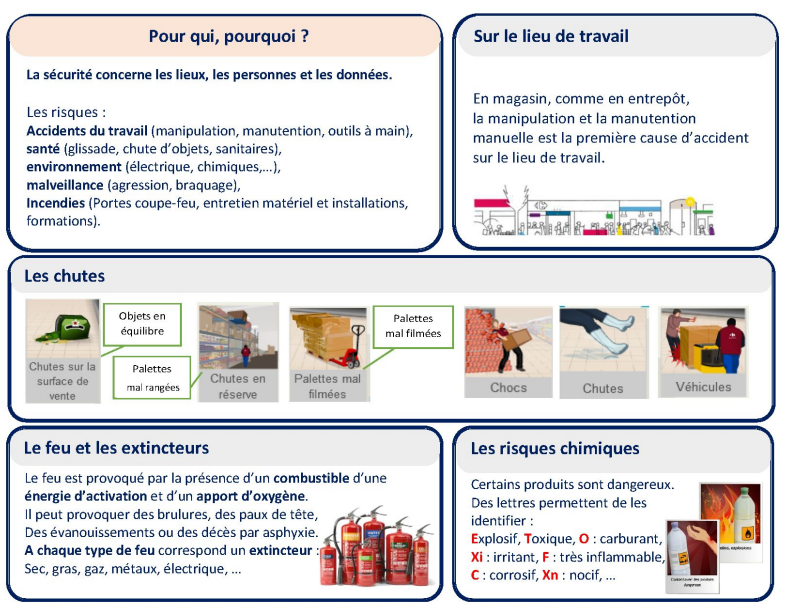 Pour qui, pourquoi ?
La sécurité concerne les lieux, les personnes et les données.
Les risques :
Accidents du travail (manipulation, manutention, outils à main),
santé (glissade, chute d'objets, sanitaires),
environnement (électrique, chimiques,...),
malveillance (agression, braquage),
Incendies (Portes coupe-feu, entretien matériel et installations,
formations).
Sur le lieu de travail
En magasin, comme en entrepôt,
la manipulation et la manutention
manuelle est la première cause d'accident
sur le lieu de travail.
Les chutes
Objets en
équilibre
Chutes sur la
surface de
vente
Palettes
mal rangées
Chutes en
réserve
Palettes mal
filmées
Palettes
mal filmées
Chocs
Chutes
Véhicules
Le feu et les extincteurs
Le feu est provoqué par la présence d'un combustible d'une
énergie d'activation et d'un apport d'oxygène.
Il peut provoquer des brulures, des paux de tête,
Des évanouissements ou des décès par asphyxie.
A chaque type de feu correspond un extincteur :
Sec, gras, gaz, métaux, électrique, ...
Les risques chimiques
Certains produits sont dangereux.
Des lettres permettent de les
identifier :
Explosif, Toxique, O : carburant,
Xi : irritant, F : très inflammable,
C : corrosif, Xn : nocif, ...